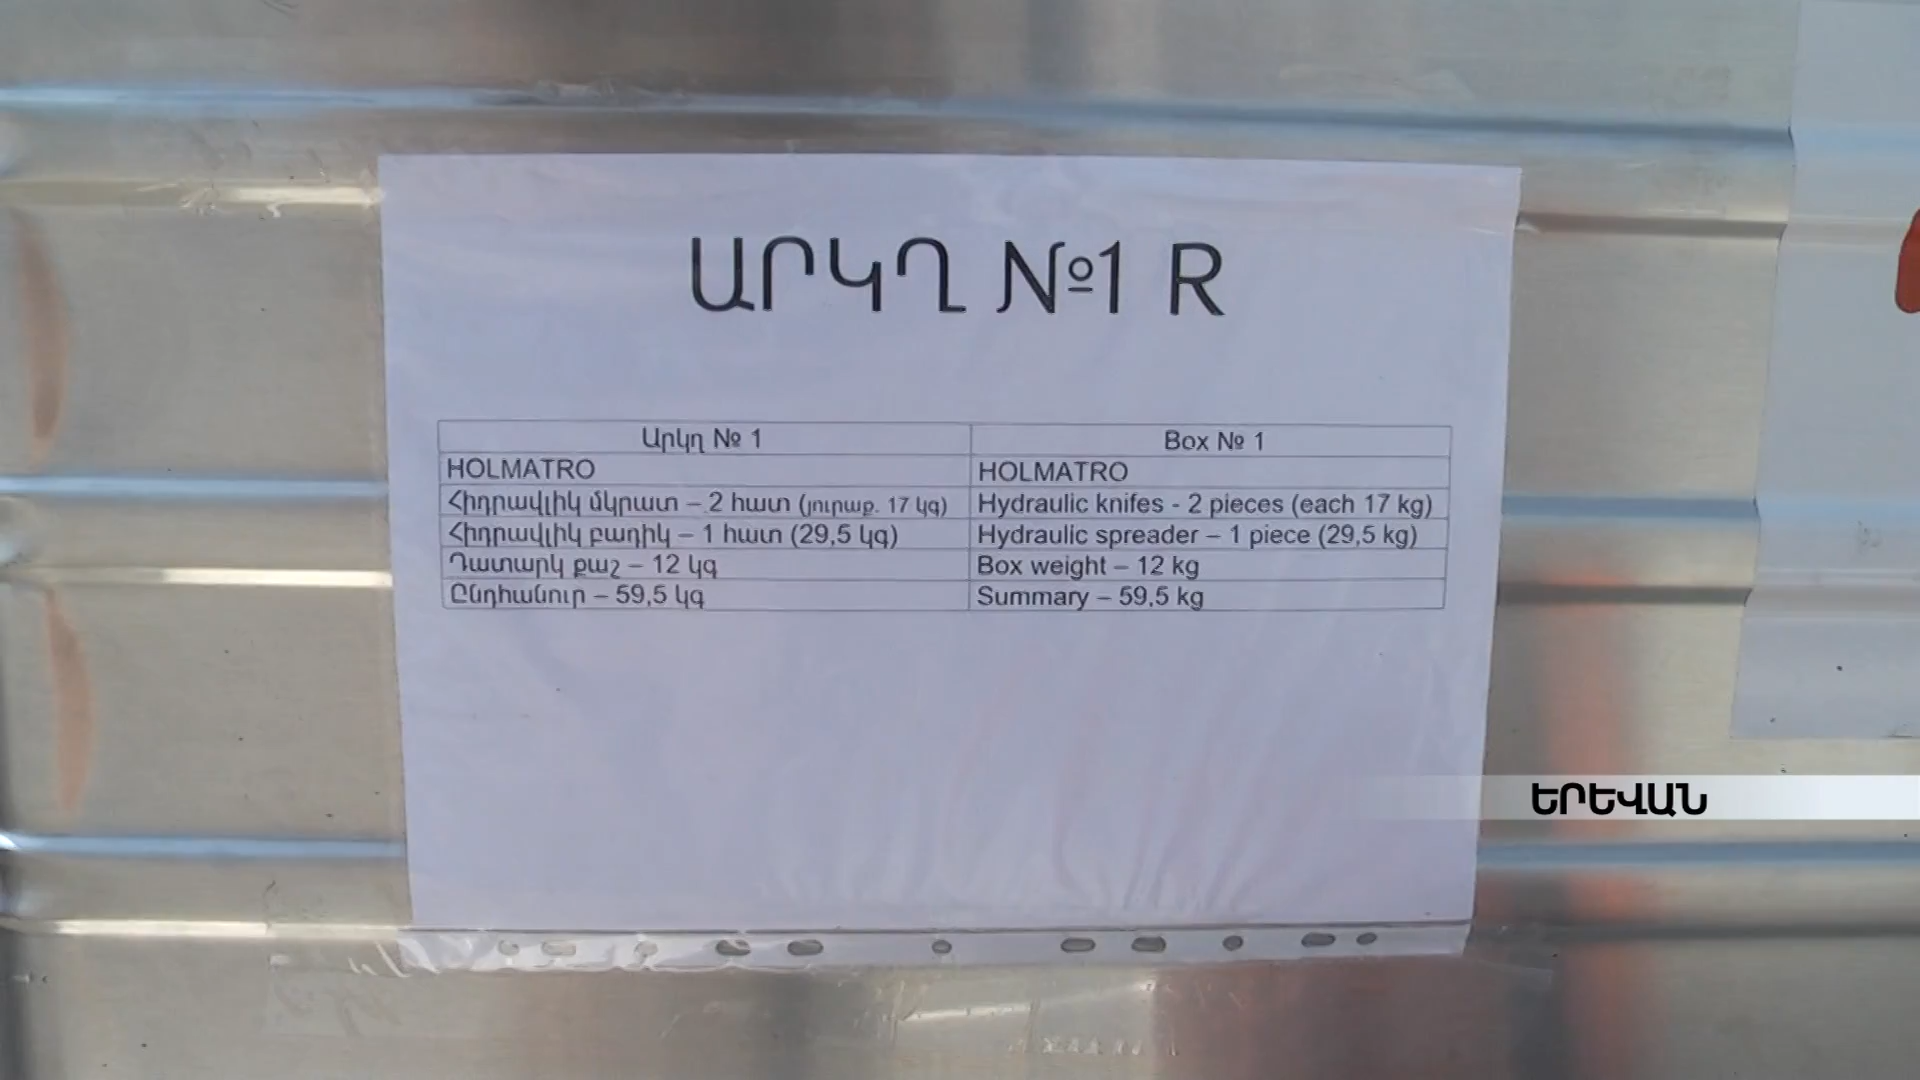 ԱՐԿՂ №1 R
Արկղ № 1 Box № 1
HOLMATRO HOLMATRO
Հիդրավլիկ մկրատ – 2 հատ (յուրաք. 17 կգ) Hydraulic knifes - 2 pieces (each 17 kg)
Հիդրավլիկ բադիկ – 1 հատ (29,5 կգ) Hydraulic spreader – 1 piece (29,5 kg)
Դատարկ քաշ – 12 կգ Box weight – 12 kg
Ընդհանուր – 59,5 կգ Summary – 59,5 kg
ԵՐԵՎԱՆ